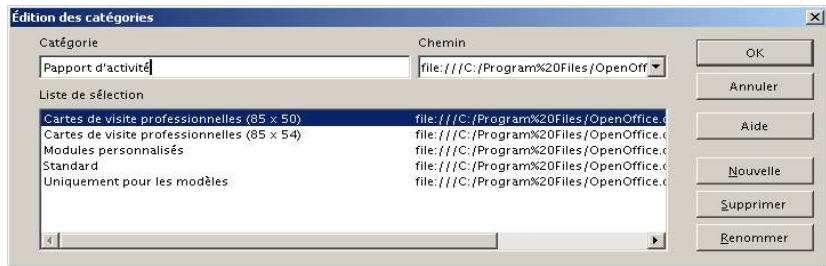 Édition des catégories
Catégorie
Chemin
Papport d'activité
file:///C:/Program%20Files/OpenOff
Liste de sélection
Cartes de visite professionnelles (85 x 50) file:///C:/Program%20Files/OpenOffice.
Cartes de visite professionnelles (85 x 54) file:///C:/Program%20Files/OpenOffice.
Modules personnalisés file:///C:/Program%20Files/OpenOffice.
Standard file:///C:/Program%20Files/OpenOffice.
Uniquement pour les modèles file:///C:/Program%20Files/OpenOffice.
OK
Annuler
Aide
Nouvelle
Supprimer
Renommer